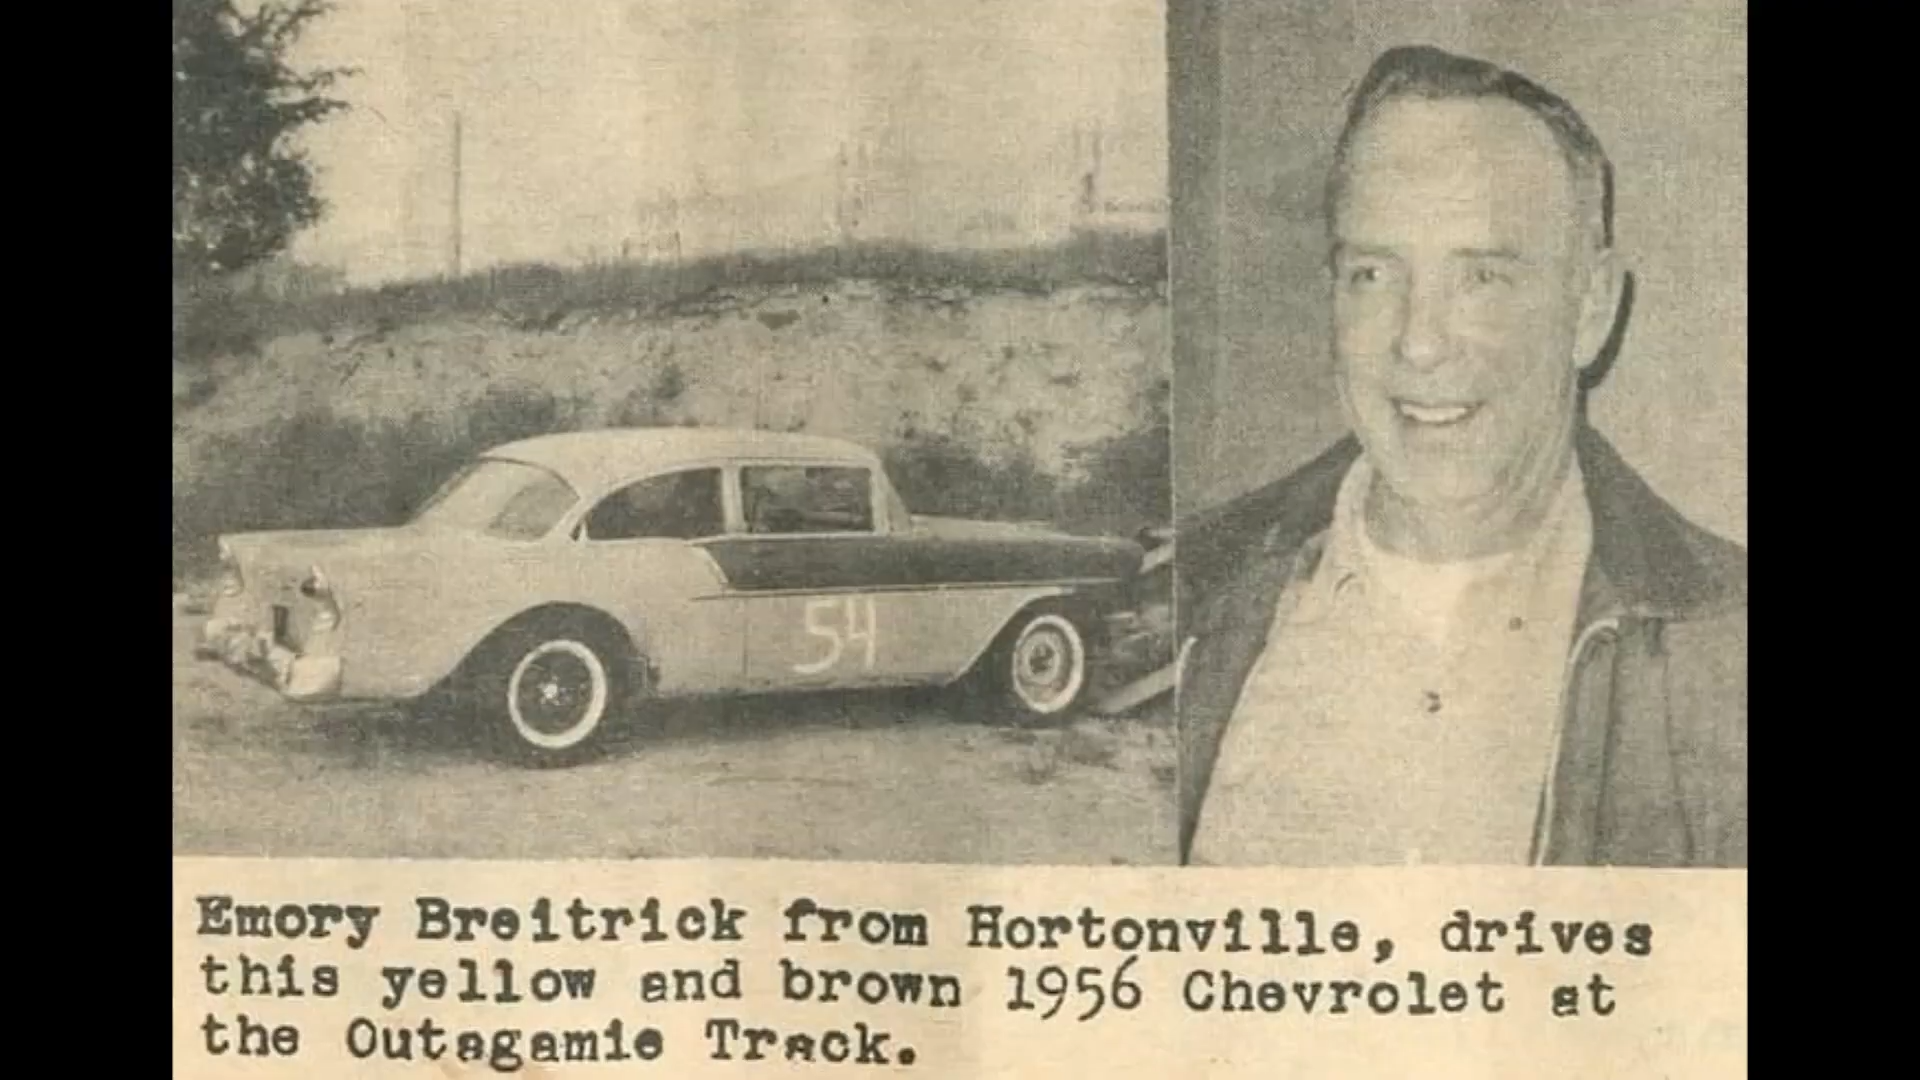 54
Emory Breitrick from Hortonville, drives
this yellow and brown 1956 Chevrolet at
the Outagamie Track.